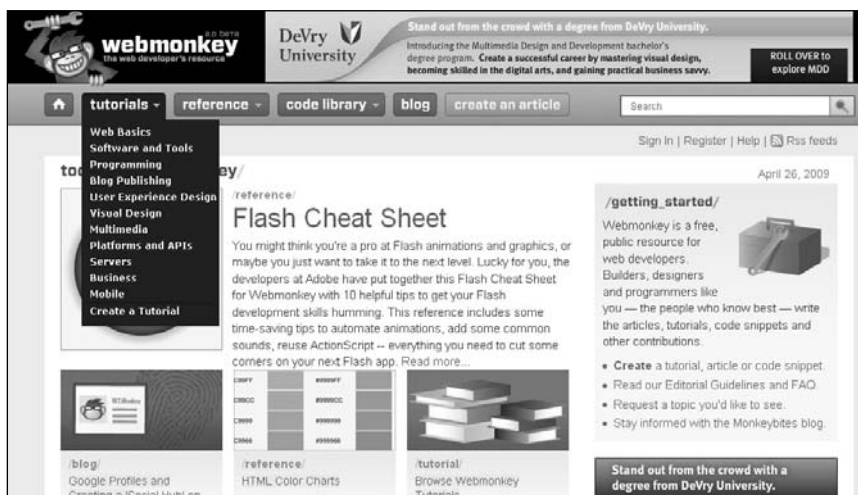 2.0 BETA
webmonkey
the web developer's resource
DeVry
University
Stand out from the crowd with a degree from DeVry University.
Introducing the Multimedia Design and Development bachelor's
degree program. Create a successful career by mastering visual design,
becoming skilled in the digital arts, and gaining practical business savvy.
ROLL OVER to
explore MDD
tutorials
reference
code library
blog
create an article
Search
Web Basics
Software and Tools
Programming
Blog Publishing
User Experience Design
Visual Design
Multimedia
Platforms and APIs
Servers
Business
Mobile
Create a Tutorial
Sign In | Register | Help | Rss feeds
April 26, 2009
/reference/
Flash Cheat Sheet
You might think you're a pro at Flash animations and graphics, or
maybe you just want to take it to the next level. Lucky for you, the
developers at Adobe have put together this Flash Cheat Sheet
for Webmonkey with 10 helpful tips to get your Flash
development skills humming. This reference includes some
time-saving tips to automate animations, add some common
sounds, reuse ActionScript -- everything you need to cut some
corners on your next Flash app. Read more...
/getting_started/
Webmonkey is a free,
public resource for
web developers.
Builders, designers
and programmers like
you — the people who know best — write
the articles, tutorials, code snippets and
other contributions.
• Create a tutorial, article or code snippet.
• Read our Editorial Guidelines and FAQ.
• Request a topic you'd like to see.
• Stay informed with the Monkeybites blog.
/blog/
Google Profiles and
/reference/
HTML Color Charts
/tutorial/
Browse Webmonkey
Tutorials
Stand out from the crowd with a
degree from DeVry University.